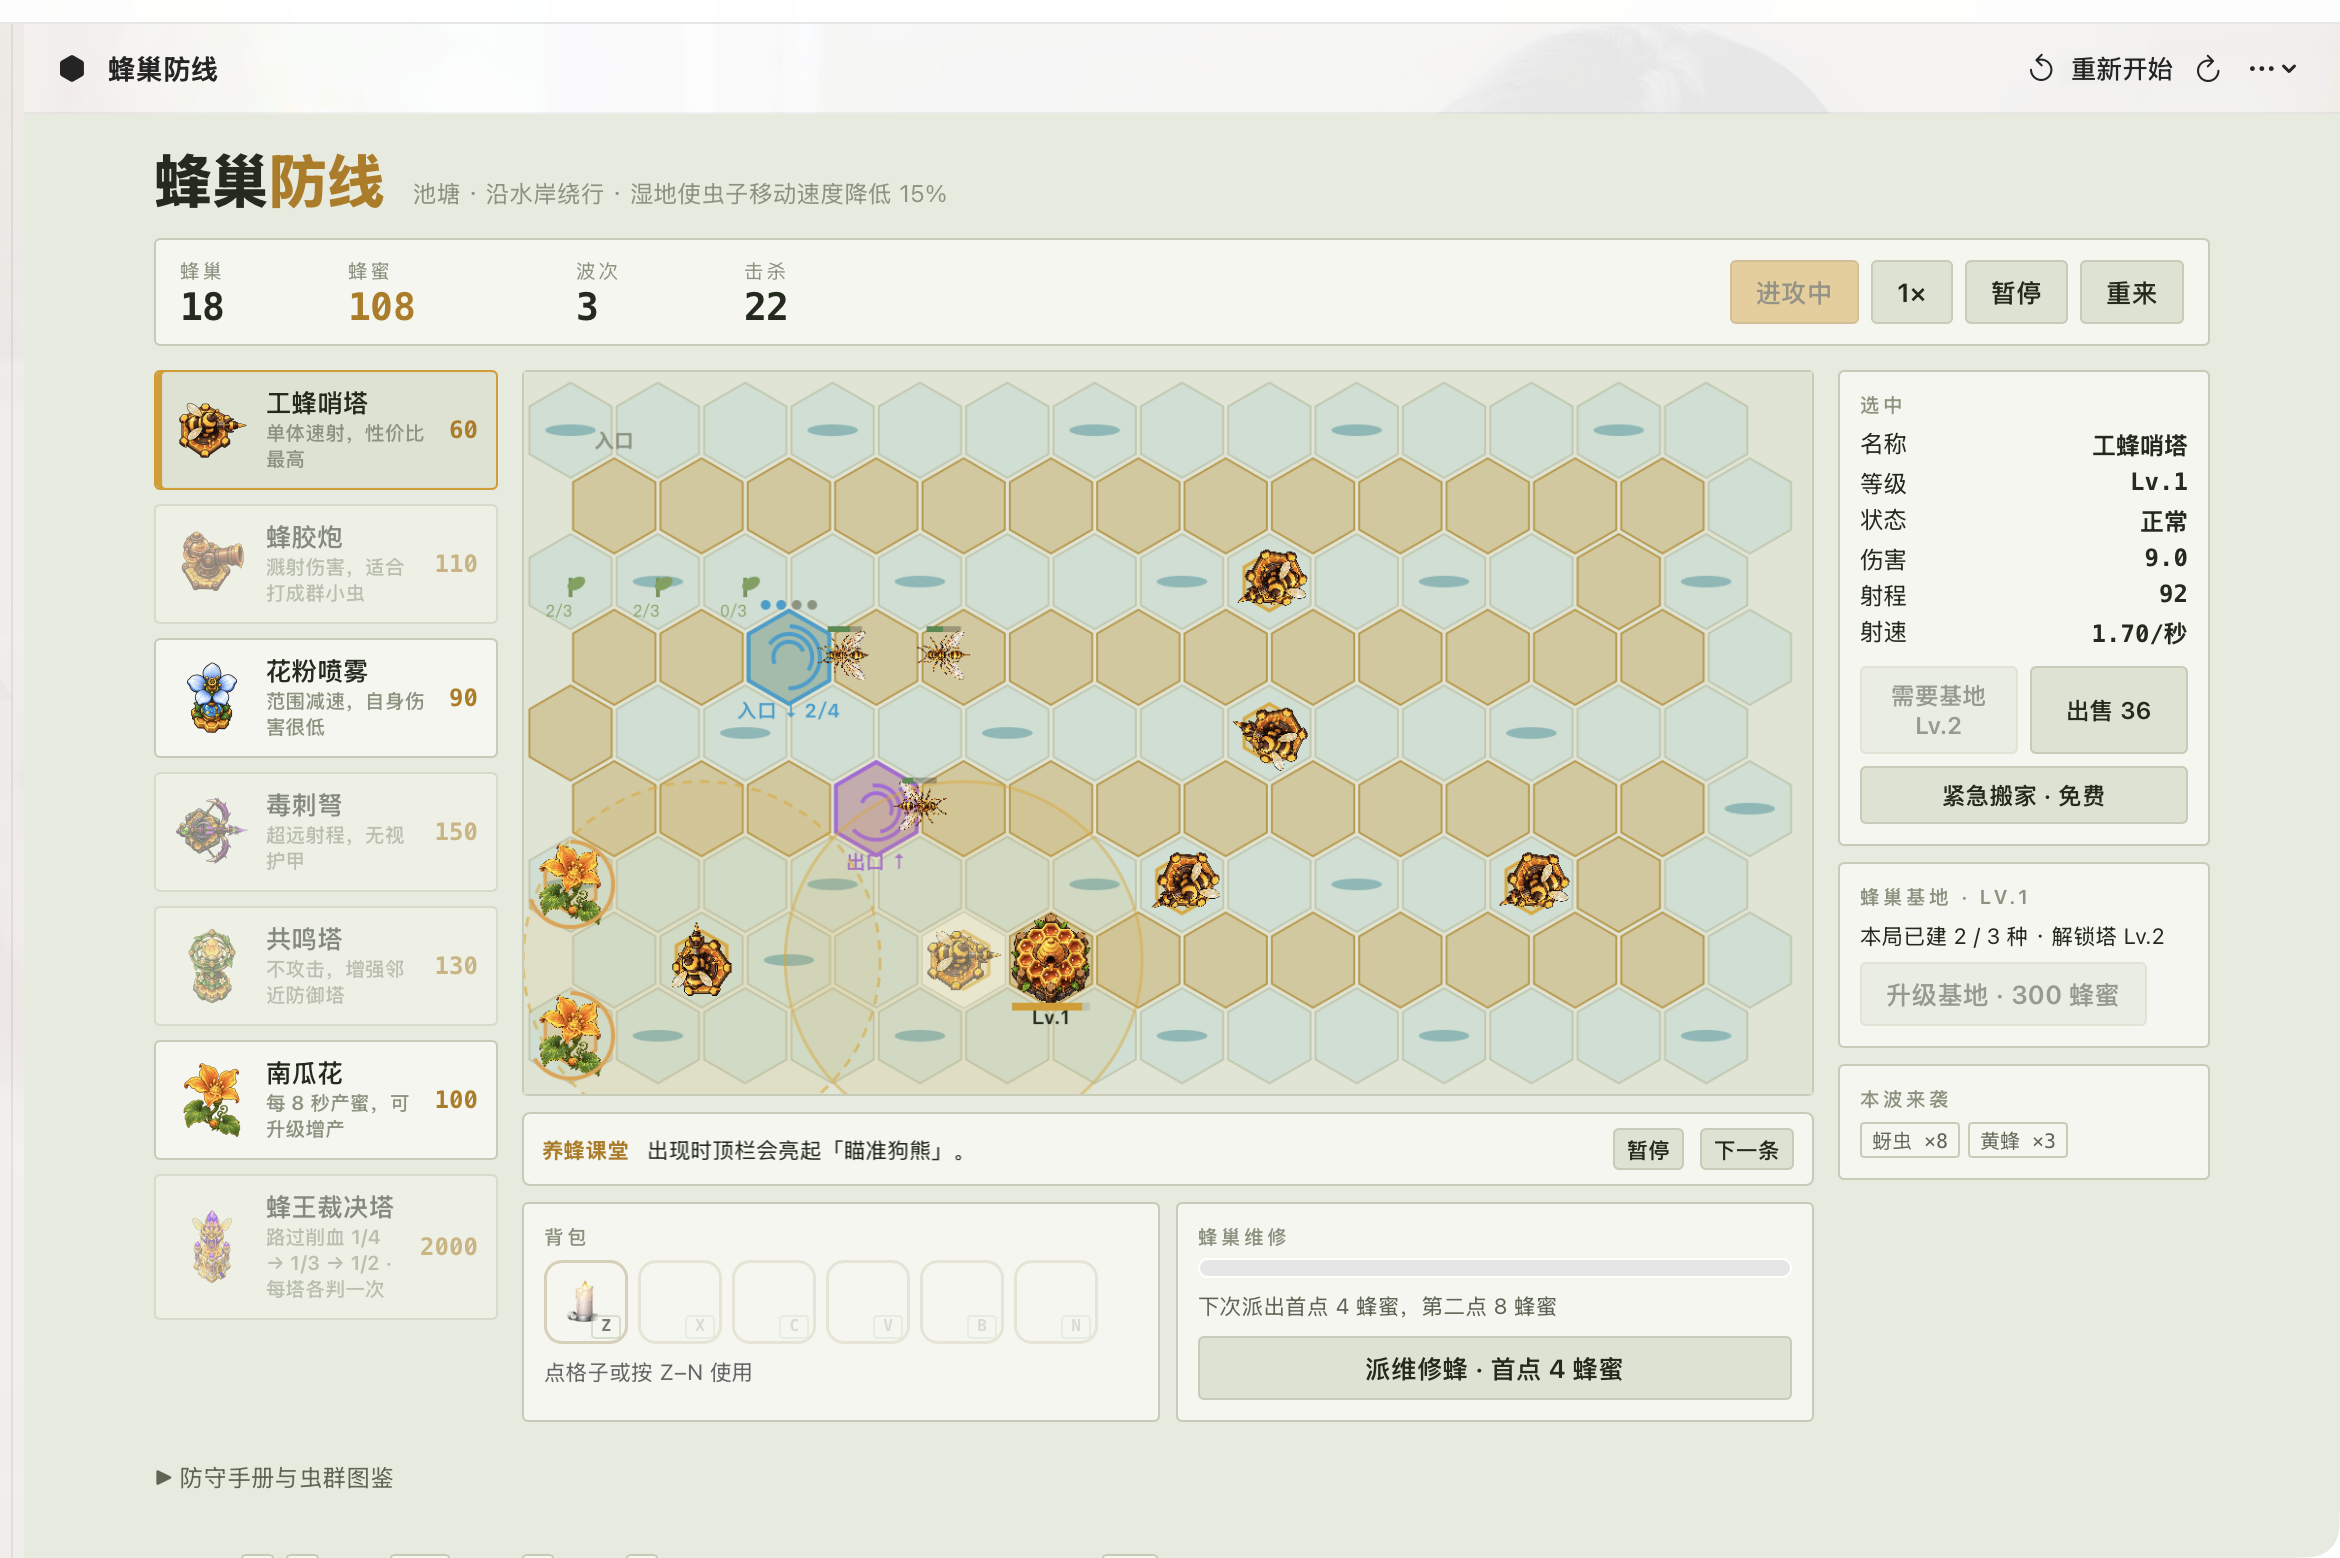 蜂巢防线
重新开始
蜂巢防线 池塘 · 沿水岸绕行 · 湿地使虫子移动速度降低 15%
蜂巢
18
蜂蜜
108
波次
3
击杀
22
进攻中
1×
暂停
重来
工蜂哨塔
单体速射，性价比
最高
60
蜂胶炮
溅射伤害，适合
打成群小虫
110
花粉喷雾
范围减速，自身伤
害很低
90
毒刺弩
超远射程，无视
护甲
150
共鸣塔
不攻击，增强邻
近防御塔
130
南瓜花
每 8 秒产蜜，可
升级增产
100
蜂王裁决塔
路过削血 1/4
→ 1/3 → 1/2 ·
每塔各判一次
2000
入口
2/3
2/3
0/3
入口 ↓ 2/4
出口 ↑
Lv.1
养蜂课堂 出现时顶栏会亮起「瞄准狗熊」。
暂停
下一条
背包
Z
X
C
V
B
N
点格子或按 Z–N 使用
蜂巢维修
下次派出首点 4 蜂蜜，第二点 8 蜂蜜
派维修蜂 · 首点 4 蜂蜜
选中
名称 工蜂哨塔
等级 Lv.1
状态 正常
伤害 9.0
射程 92
射速 1.70/秒
需要基地
Lv.2
出售 36
紧急搬家 · 免费
蜂巢基地 · LV.1
本局已建 2 / 3 种 · 解锁塔 Lv.2
升级基地 · 300 蜂蜜
本波来袭
蚜虫 ×8
黄蜂 ×3
▶ 防守手册与虫群图鉴